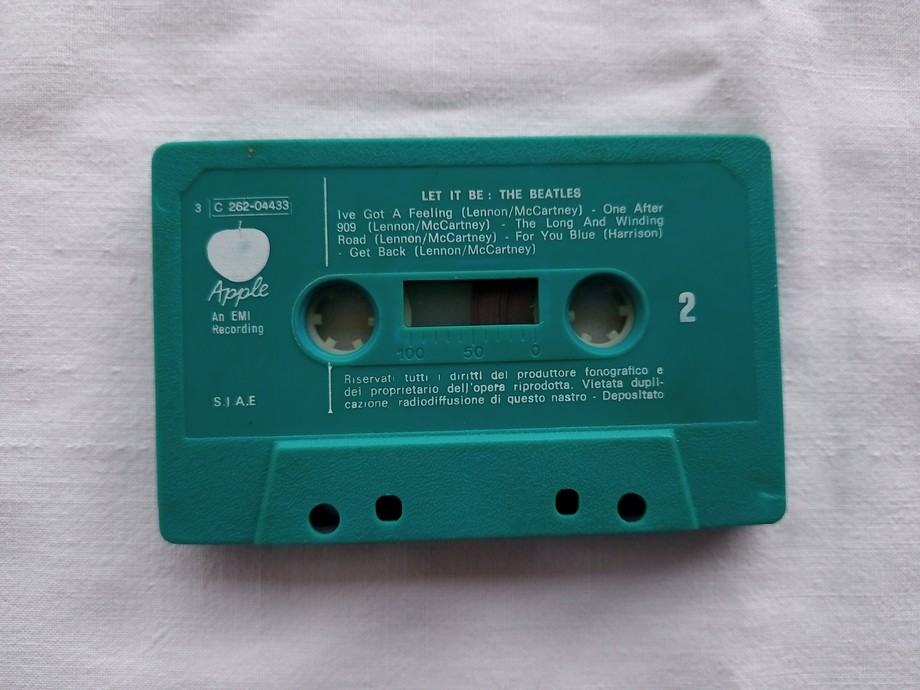 3 C 262-04433
Apple
An EMI
Recording
S.I.A.E
LET IT BE : THE BEATLES
Ive Got A Feeling (Lennon/McCartney) - One After
909 (Lennon/McCartney) - The Long And Winding
Road (Lennon/McCartney) - For You Blue (Harrison)
- Get Back (Lennon/McCartney)
100 50 0
2
Riservati tutti i diritti del produttore fonografico e
del proprietario dell'opera riprodotta. Vietata dupli-
cazione radiodiffusione di questo nastro - Depositato